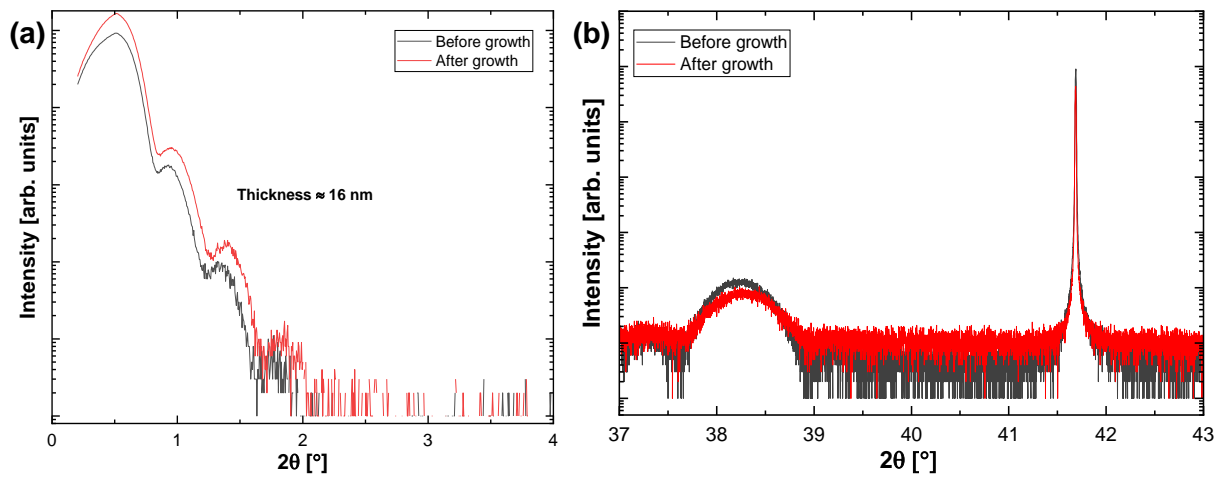 (a)
Before growth
After growth
Thickness ≈ 16 nm
Intensity [arb. units]
0 1 2 3 4
2θ [°]
(b)
Before growth
After growth
Intensity [arb. units]
37 38 39 40 41 42 43
2θ [°]